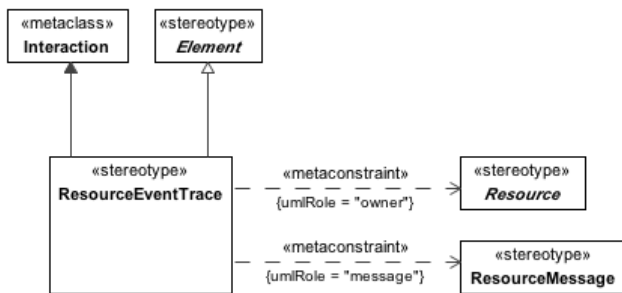 «metaclass»
Interaction
«stereotype»
Element
«stereotype»
ResourceEventTrace
«metaconstraint»
{umlRole = "owner"}
«stereotype»
Resource
«metaconstraint»
{umlRole = "message"}
«stereotype»
ResourceMessage